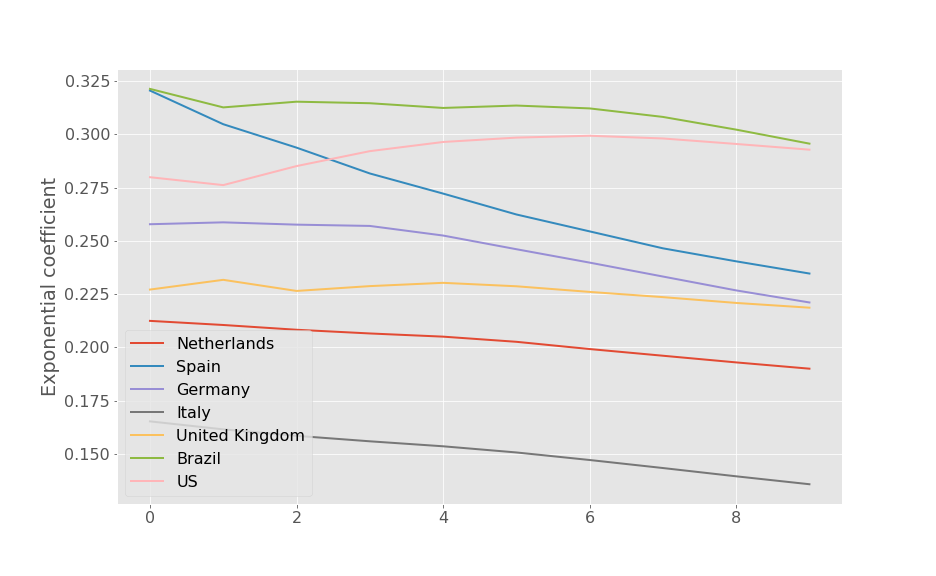 0.325
0.300
0.275
0.250
0.225
0.200
0.175
0.150
Exponential coefficient
Netherlands
Spain
Germany
Italy
United Kingdom
Brazil
US
0 2 4 6 8